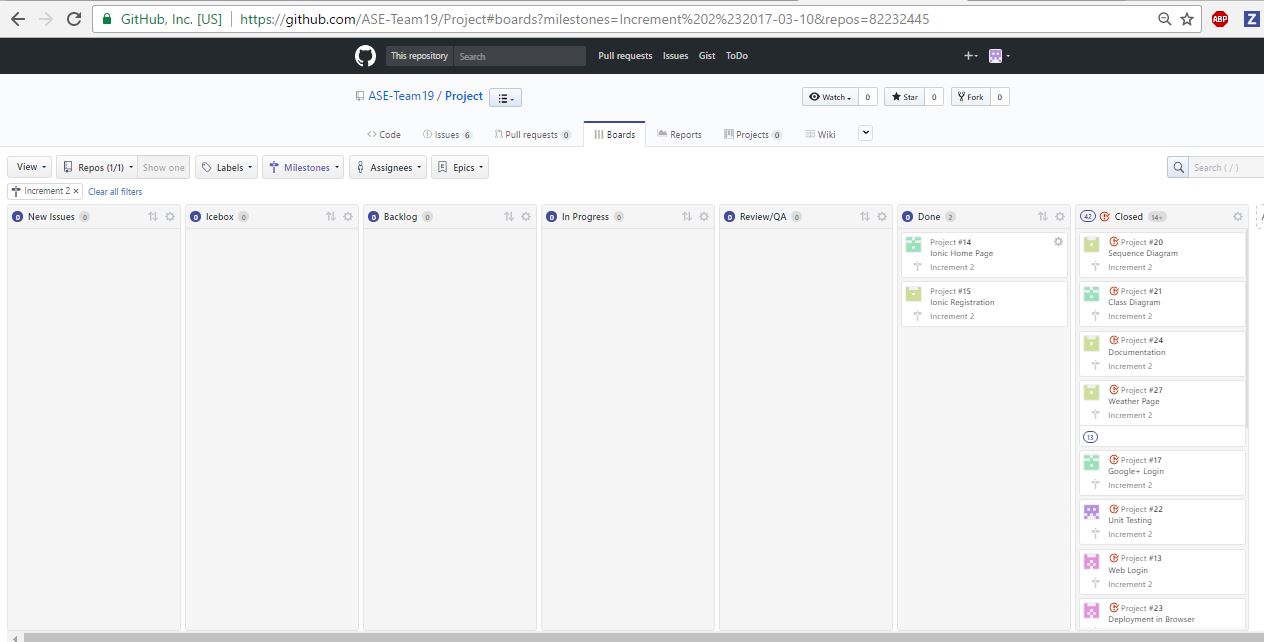 GitHub, Inc. [US] | https://github.com/ASE-Team19/Project#boards?milestones=Increment%202%232017-03-10&repos=82232445
ABP
Z
This repository Search Pull requests Issues Gist ToDo
ASE-Team19 / Project
Watch 0 Star 0 Fork 0
Code Issues 6 Pull requests 0 Boards Reports Projects 0 Wiki
View Repos (1/1) Show one Labels Milestones Assignees Epics Search ( / )
Increment 2 × Clear all filters
0 New Issues 0
0 Icebox 0
0 Backlog 0
0 In Progress 0
0 Review/QA 0
0 Done 2
Project #14
Ionic Home Page
Increment 2
Project #15
Ionic Registration
Increment 2
42 Closed 14+
Project #20
Sequence Diagram
Increment 2
Project #21
Class Diagram
Increment 2
Project #24
Documentation
Increment 2
Project #27
Weather Page
Increment 2
13
Project #17
Google+ Login
Increment 2
Project #22
Unit Testing
Increment 2
Project #13
Web Login
Increment 2
Project #23
Deployment in Browser